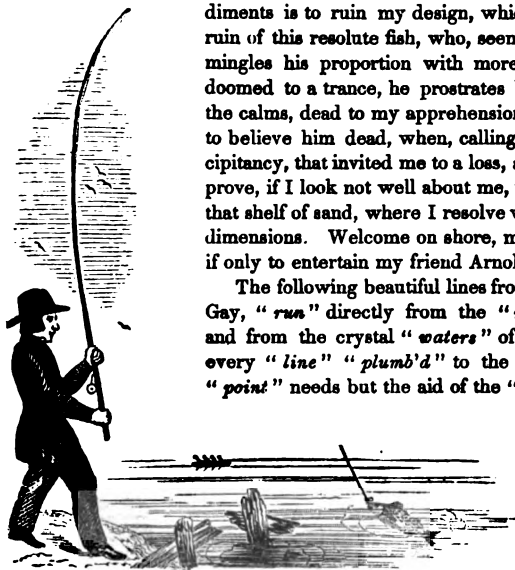 diments is to ruin my design, whic
ruin of this resolute fish, who, seem
mingles his proportion with more
doomed to a trance, he prostrates
the calms, dead to my apprehension
to believe him dead, when, calling
cipitancy, that invited me to a loss,
prove, if I look not well about me,
that shelf of sand, where I resolve
dimensions. Welcome on shore, m
if only to entertain my friend Arnol
The following beautiful lines fro
Gay, “ run ” directly from the “
and from the crystal “ waters ” of
every “ line ” “ plumb’d ” to the
“ point ” needs but the aid of the “